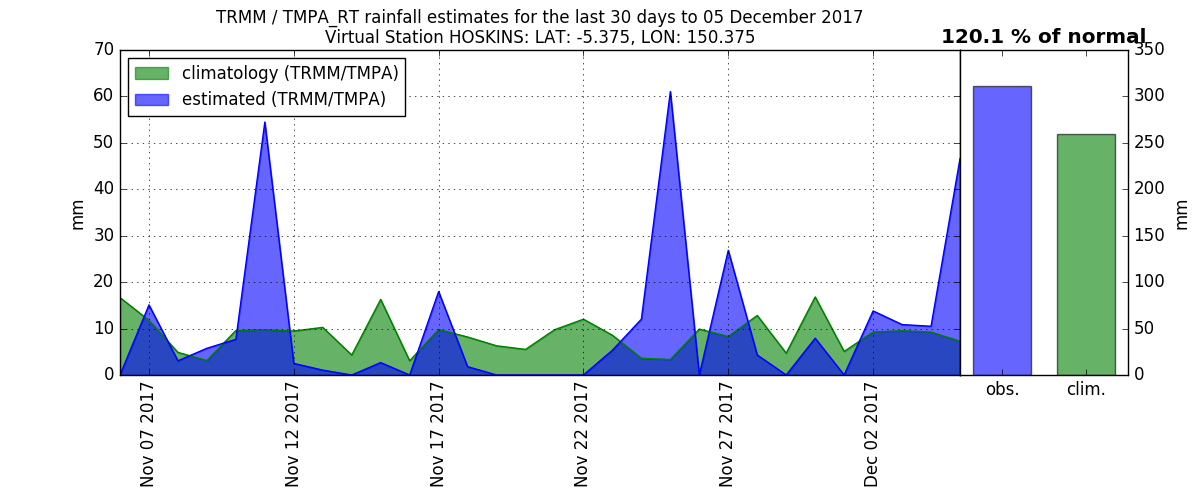 TRMM / TMPA_RT rainfall estimates for the last 30 days to 05 December 2017
Virtual Station HOSKINS: LAT: -5.375, LON: 150.375
120.1 % of normal
climatology (TRMM/TMPA)
estimated (TRMM/TMPA)
70
60
50
40
30
20
10
0
mm
350
300
250
200
150
100
50
0
mm
Nov 07 2017
Nov 12 2017
Nov 17 2017
Nov 22 2017
Nov 27 2017
Dec 02 2017
obs.
clim.